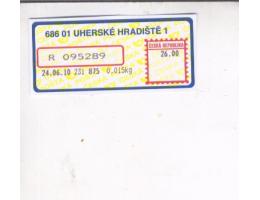 686 01 UHERSKÉ HRADIŠTĚ 1
ČESKÁ REPUBLIKA
R 095289
26.00
24.06.10 231 875 0,015kg